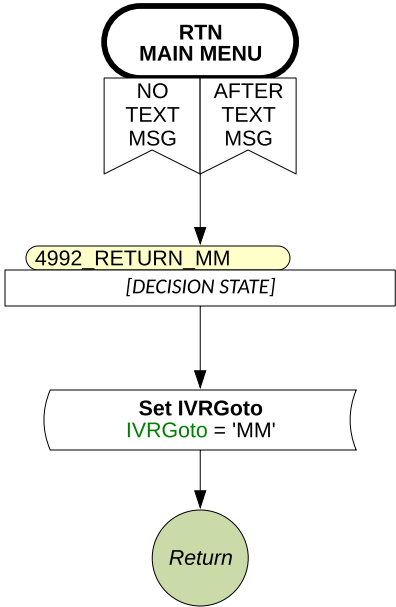 RTN
MAIN MENU
NO
TEXT
MSG
AFTER
TEXT
MSG
4992_RETURN_MM
[DECISION STATE]
Set IVRGoto
IVRGoto = 'MM'
Return